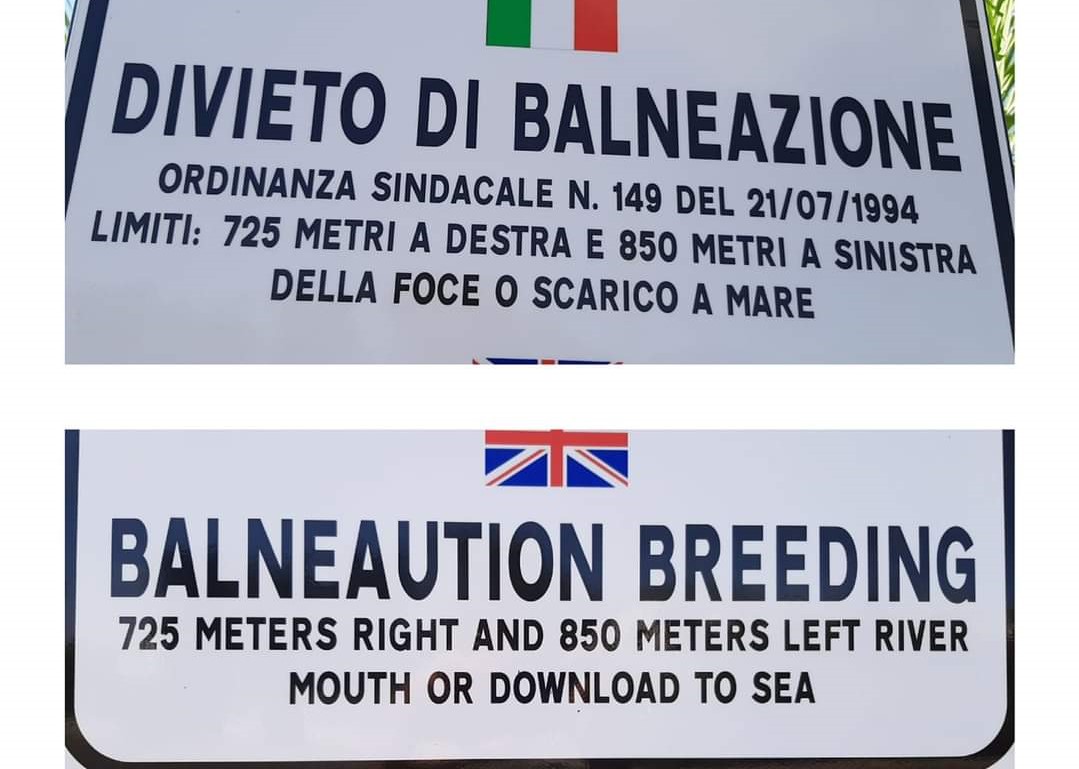 DIVIETO DI BALNEAZIONE
ORDINANZA SINDACALE N. 149 DEL 21/07/1994
LIMITI: 725 METRI A DESTRA E 850 METRI A SINISTRA
DELLA FOCE O SCARICO A MARE
BALNEAUTION BREEDING
725 METERS RIGHT AND 850 METERS LEFT RIVER
MOUTH OR DOWNLOAD TO SEA